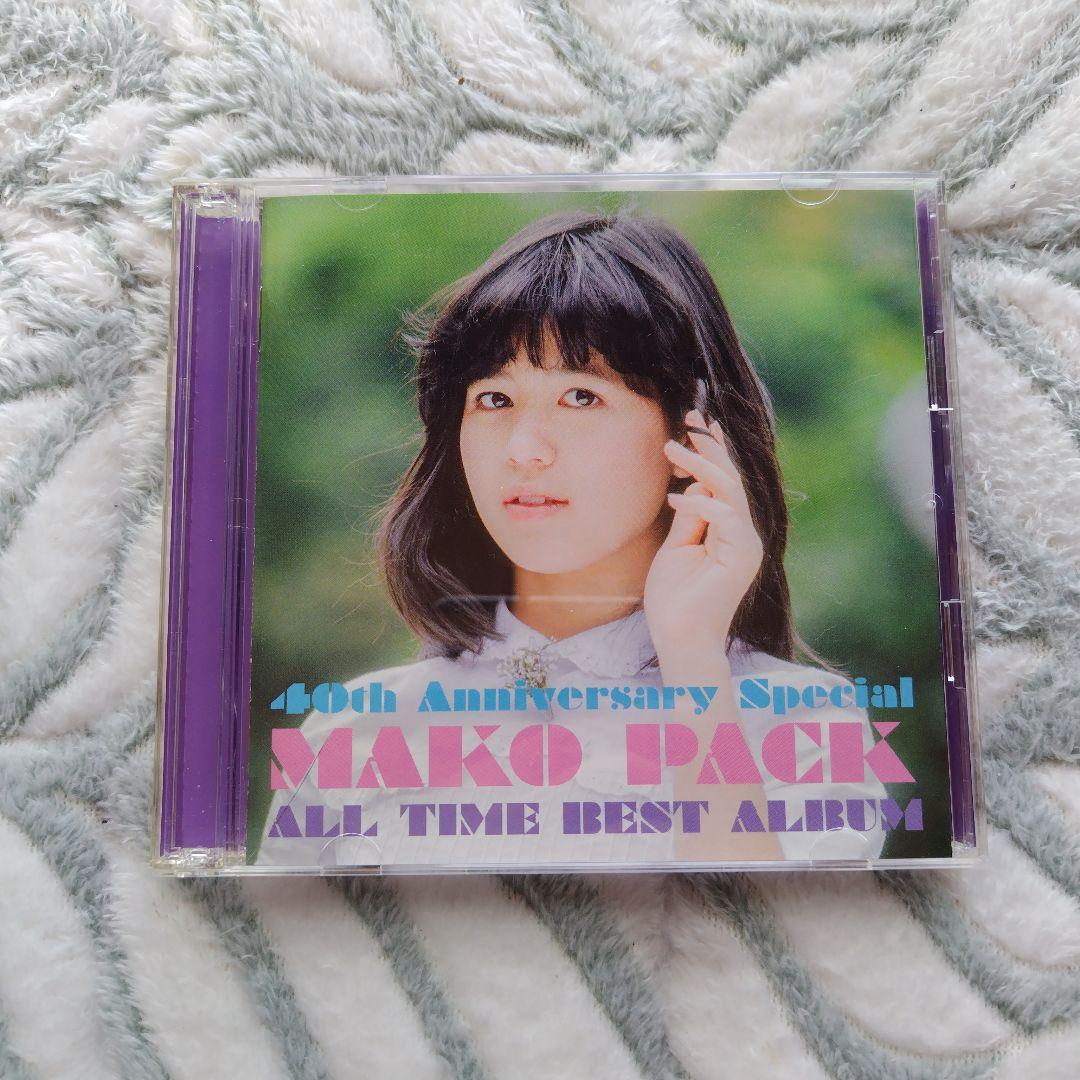 40th Anniversary Special
MAKO PACK
ALL TIME BEST ALBUM